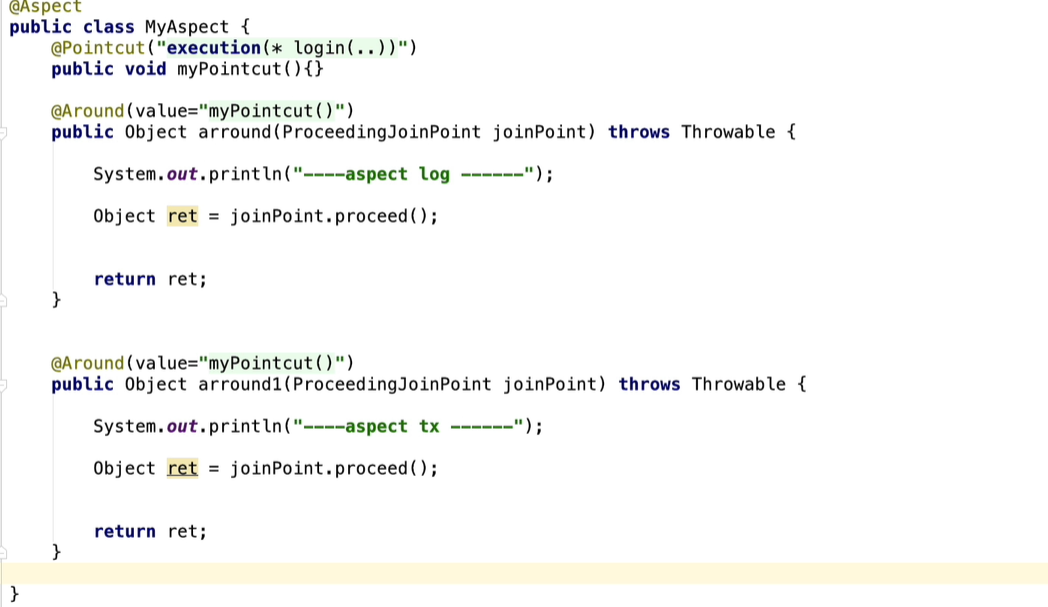 @Aspect
public class MyAspect {
@Pointcut("execution(* login(..))")
public void myPointcut(){}
@Around(value="myPointcut()")
public Object arround(ProceedingJoinPoint joinPoint) throws Throwable {
System.out.println("----aspect log ------");
Object ret = joinPoint.proceed();
return ret;
}
@Around(value="myPointcut()")
public Object arround1(ProceedingJoinPoint joinPoint) throws Throwable {
System.out.println("----aspect tx ------");
Object ret = joinPoint.proceed();
return ret;
}
}